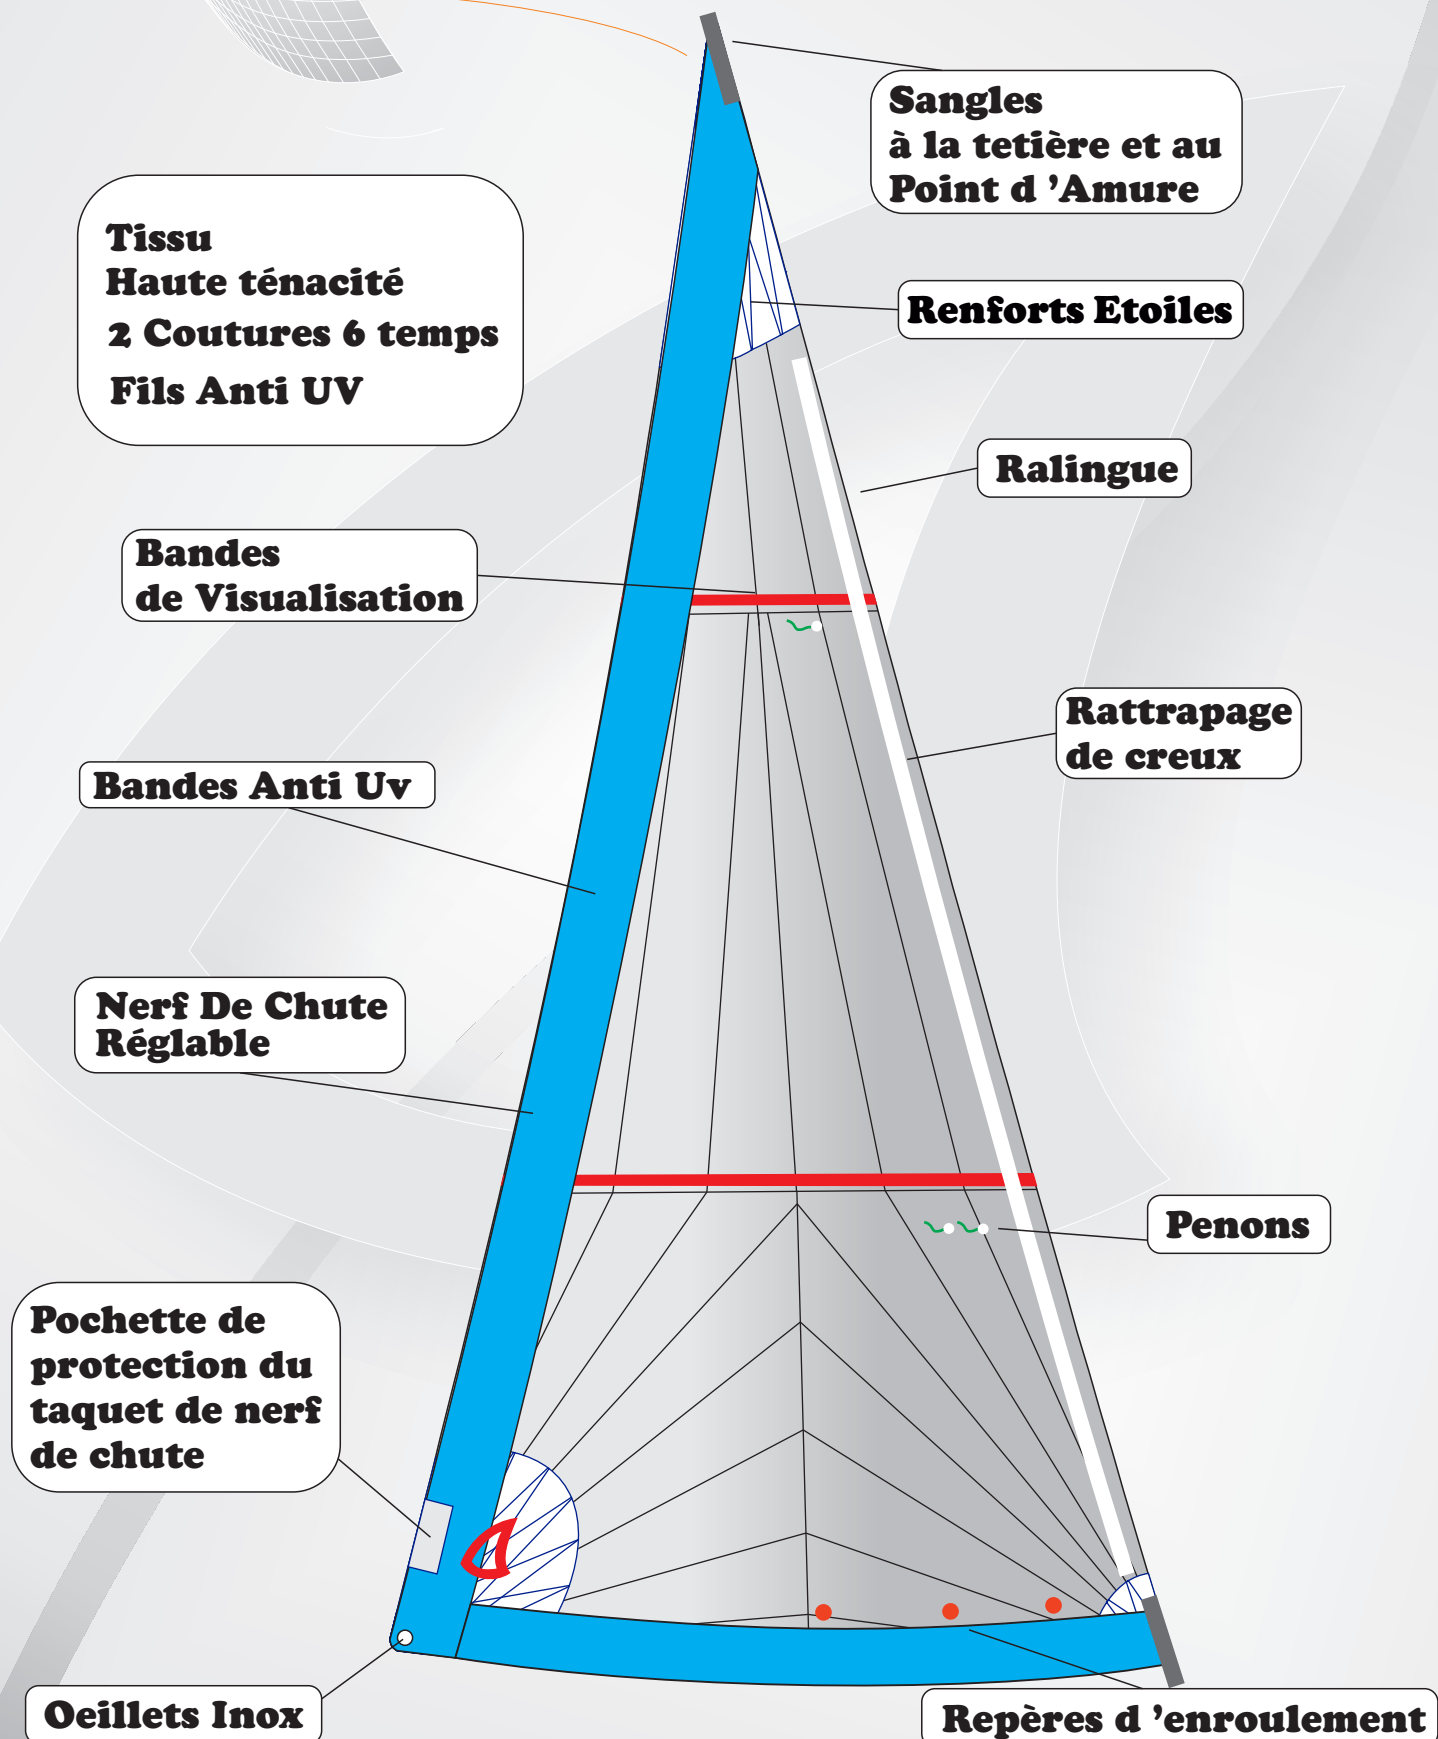 Sangles
à la tetière et au
Point d ’Amure
Tissu
Haute ténacité
2 Coutures 6 temps
Fils Anti UV
Renforts Etoiles
Ralingue
Bandes
de Visualisation
Rattrapage
de creux
Bandes Anti Uv
Nerf De Chute
Réglable
Penons
Pochette de
protection du
taquet de nerf
de chute
Oeillets Inox
Repères d ’enroulement